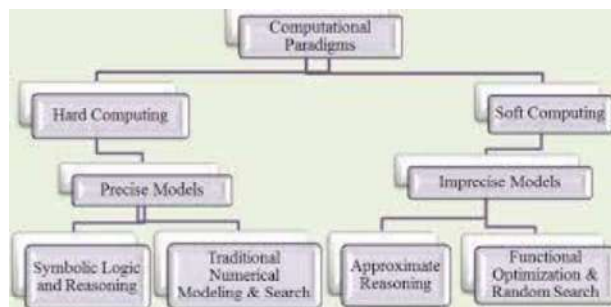 Computational
Paradigms
Hard Computing
Soft Computing
Precise Models
Imprecise Models
Symbolic Logic
and Reasoning
Traditional
Numerical
Modeling & Search
Approximate
Reasoning
Functional
Optimization &
Random Search